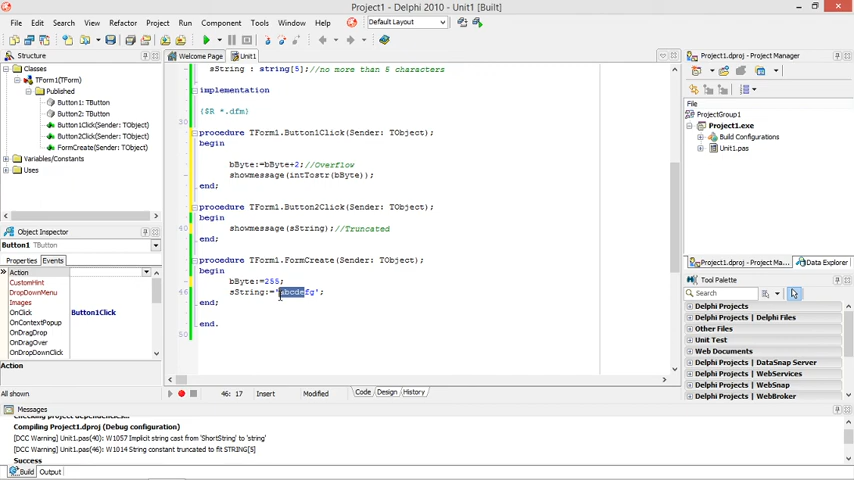 Project1 - Delphi 2010 - Unit1 [Built]
File Edit Search View Refactor Project Run Component Tools Window Help Default Layout
Structure
Welcome Page Unit1
Project1.dproj - Project Manager
Classes
TForm1(TForm)
Published
Button1: TButton
Button2: TButton
Button1Click(Sender: TObject)
Button2Click(Sender: TObject)
FormCreate(Sender: TObject)
Variables/Constants
Uses
sString : string[5];//no more than 5 characters
implementation
{$R *.dfm}
30
procedure TForm1.Button1Click(Sender: TObject);
begin
bByte:=bByte+2;//Overflow
showmessage(intTostr(bByte));
end;
procedure TForm1.Button2Click(Sender: TObject);
begin
40 showmessage(sString);//Truncated
end;
procedure TForm1.FormCreate(Sender: TObject);
begin
bByte:=255;
46 sString:='abcdefg';
end;
end.
50
File
ProjectGroup1
Project1.exe
Build Configurations
Unit1.pas
Project1.dproj - Project Ma... Data Explorer
Object Inspector
Button1 TButton
Properties Events
Action
CustomHint
DropDownMenu
Images
OnClick Button1Click
OnContextPopup
OnDragDrop
OnDragOver
OnDropDownClick
Action
All shown
Tool Palette
Search
Delphi Projects
Delphi Projects | Delphi Files
Other Files
Unit Test
Web Documents
DataSnap Server
WebServices
WebSnap
WebBroker
46: 17 Insert Modified Code Design History
Messages
Checking project dependencies...
Compiling Project1.dproj (Debug configuration)
[DCC Warning] Unit1.pas(40): W1057 Implicit string cast from 'ShortString' to 'string'
[DCC Warning] Unit1.pas(46): W1014 String constant truncated to fit STRING[5]
Success
Build Output